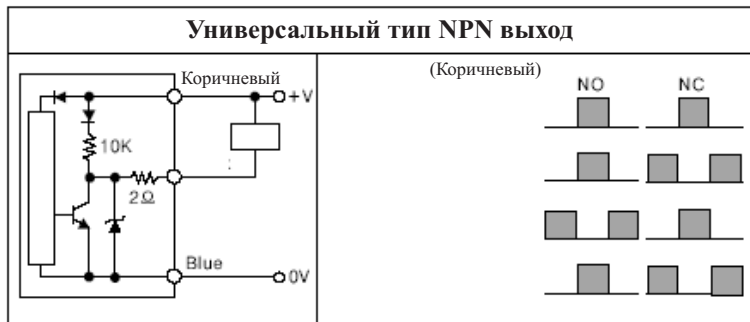 Универсальный тип NPN выход
Коричневый
+V
10K
:
2Ω
Blue
0V
(Коричневый)
NO NC